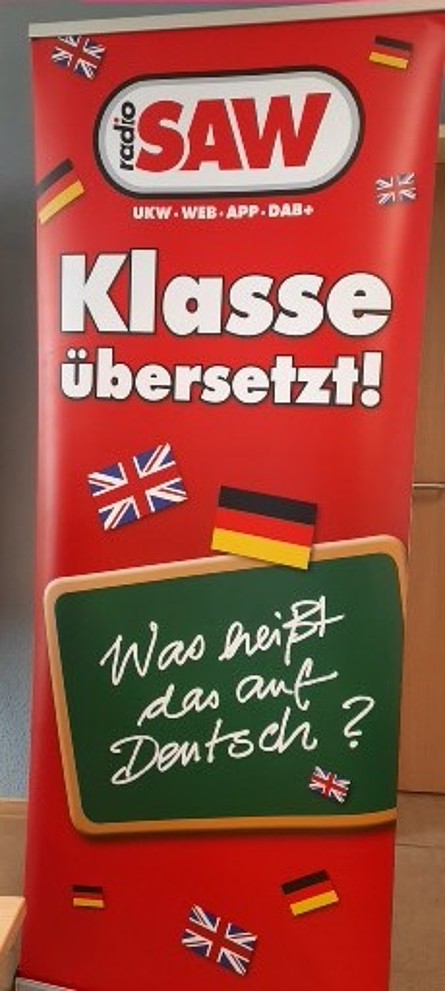 radio SAW
UKW · WEB · APP · DAB+
Klasse
übersetzt!
Was heißt
das auf
Deutsch?